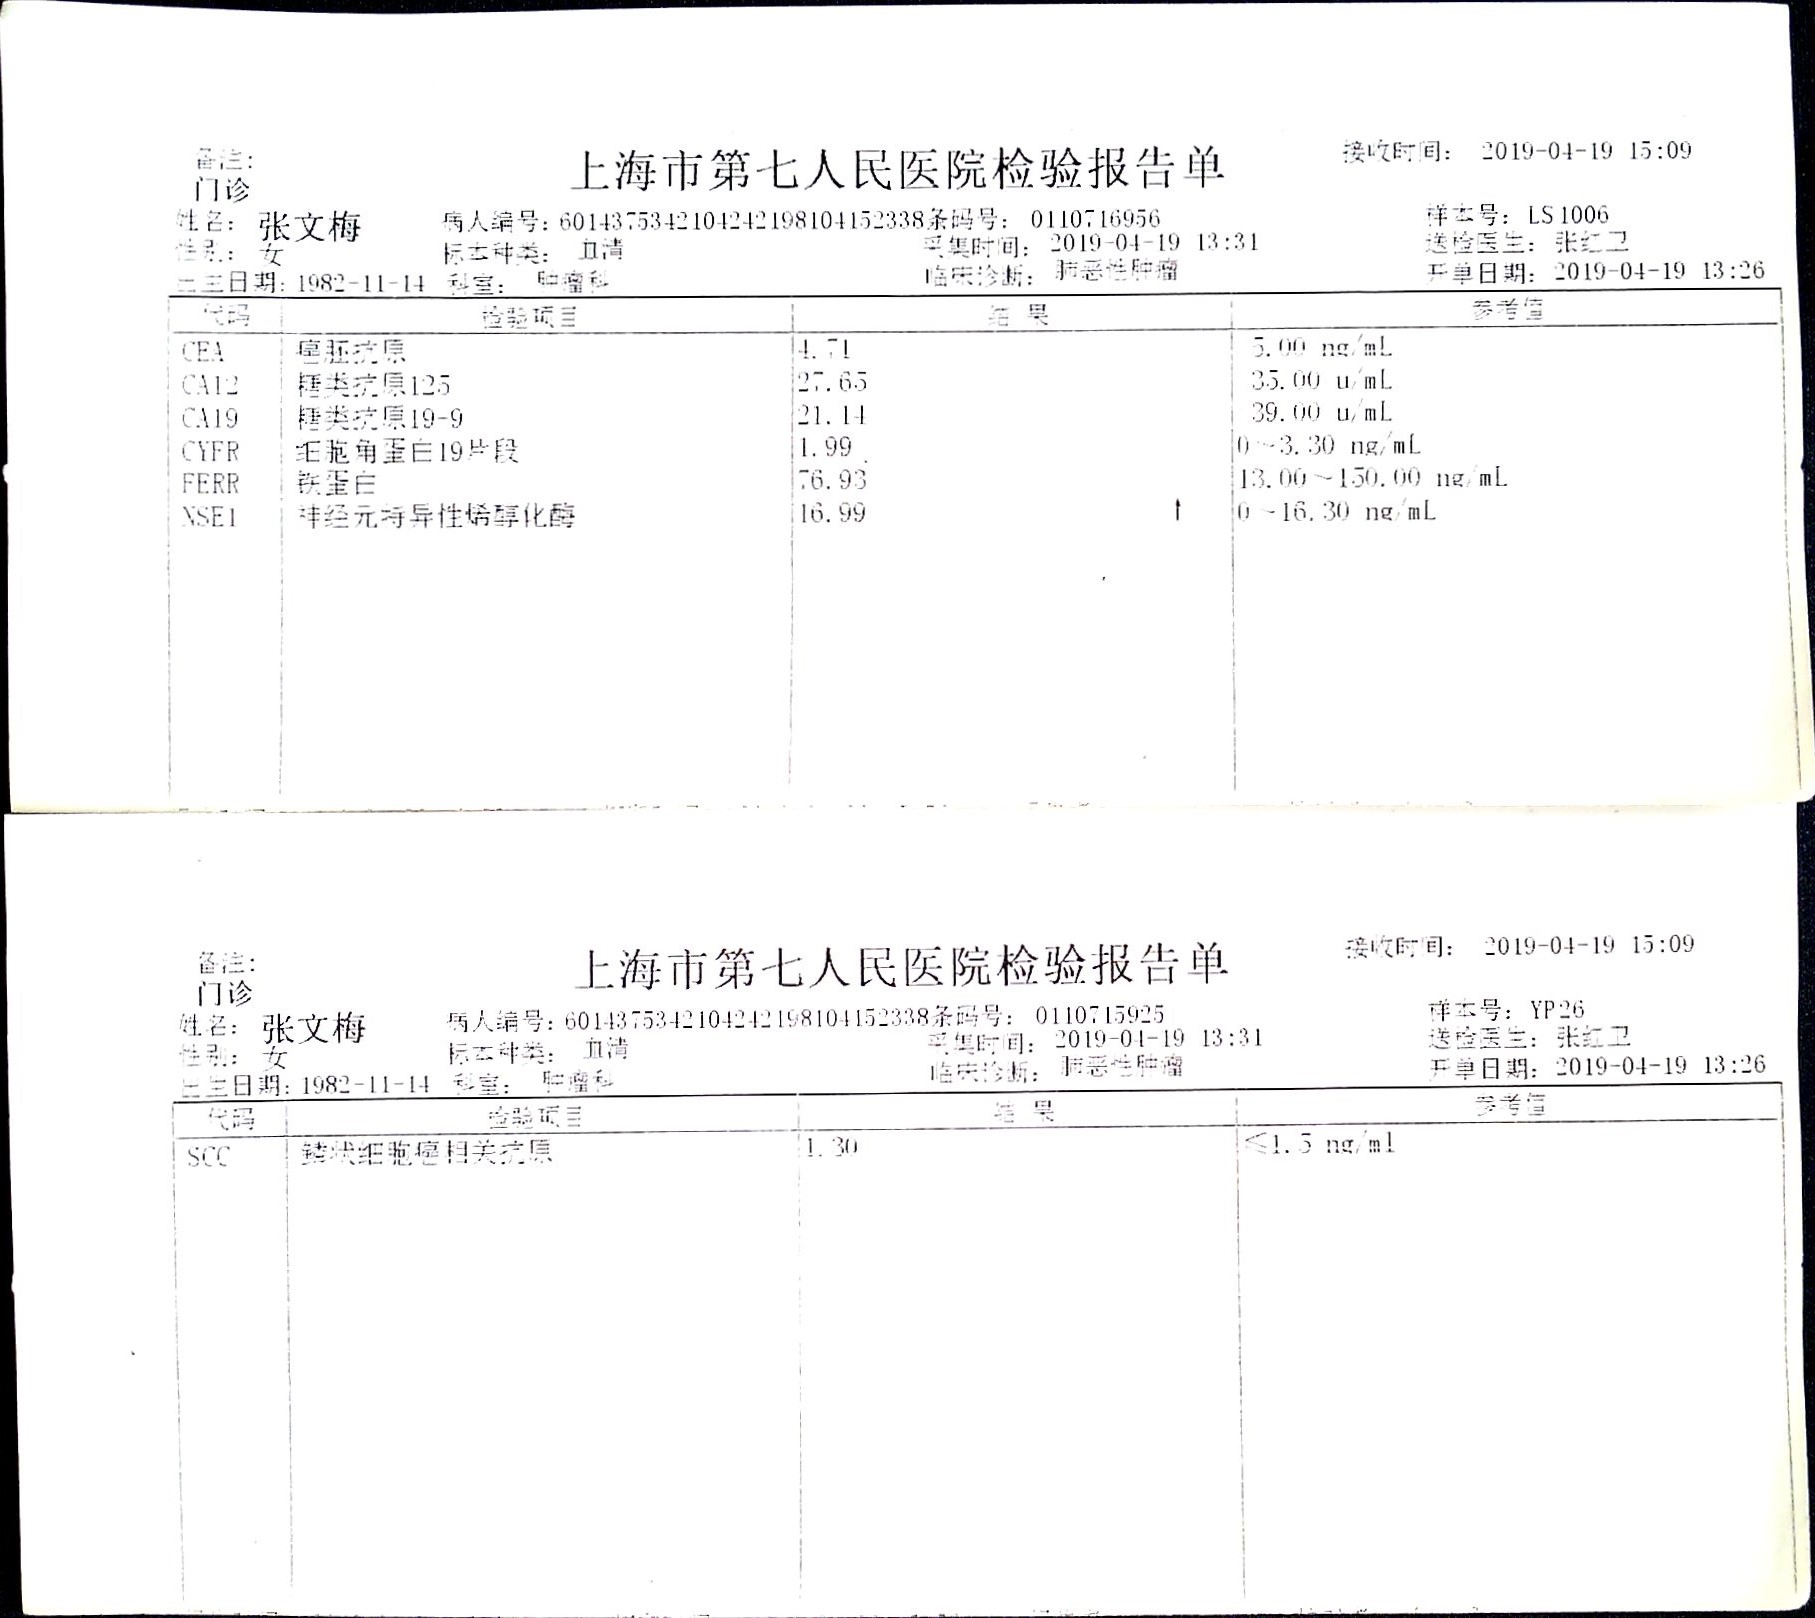 备注:
上海市第七人民医院检验报告单
接收时间: 2019-04-19 15:09
门诊
姓名: 张文梅 病人编号: 6014375342104242198104152338 条码号: 0110716956 样本号: LS1006
性别: 女 标本种类: 血清 采集时间: 2019-04-19 13:31 送检医生: 张红卫
出生日期: 1982-11-14 科室: 肿瘤科 临床诊断: 肺恶性肿瘤 开单日期: 2019-04-19 13:26
代码 检验项目 结 果 参考值
CEA 癌胚抗原 4.71 5.00 ng/mL
CA12 糖类抗原125 27.65 35.00 u/mL
CA19 糖类抗原19-9 21.14 39.00 u/mL
CYFR 细胞角蛋白19片段 1.99 0~3.30 ng/mL
FERR 铁蛋白 76.93 13.00~150.00 ng/mL
NSE1 神经元特异性烯醇化酶 16.99 ↑ 0~16.30 ng/mL
备注:
上海市第七人民医院检验报告单
接收时间: 2019-04-19 15:09
门诊
姓名: 张文梅 病人编号: 6014375342104242198104152338 条码号: 0110715925 样本号: YP26
性别: 女 标本种类: 血清 采集时间: 2019-04-19 13:31 送检医生: 张红卫
出生日期: 1982-11-14 科室: 肿瘤科 临床诊断: 肺恶性肿瘤 开单日期: 2019-04-19 13:26
代码 检验项目 结 果 参考值
SCC 鳞状细胞癌相关抗原 1.30 ≤1.5 ng/ml